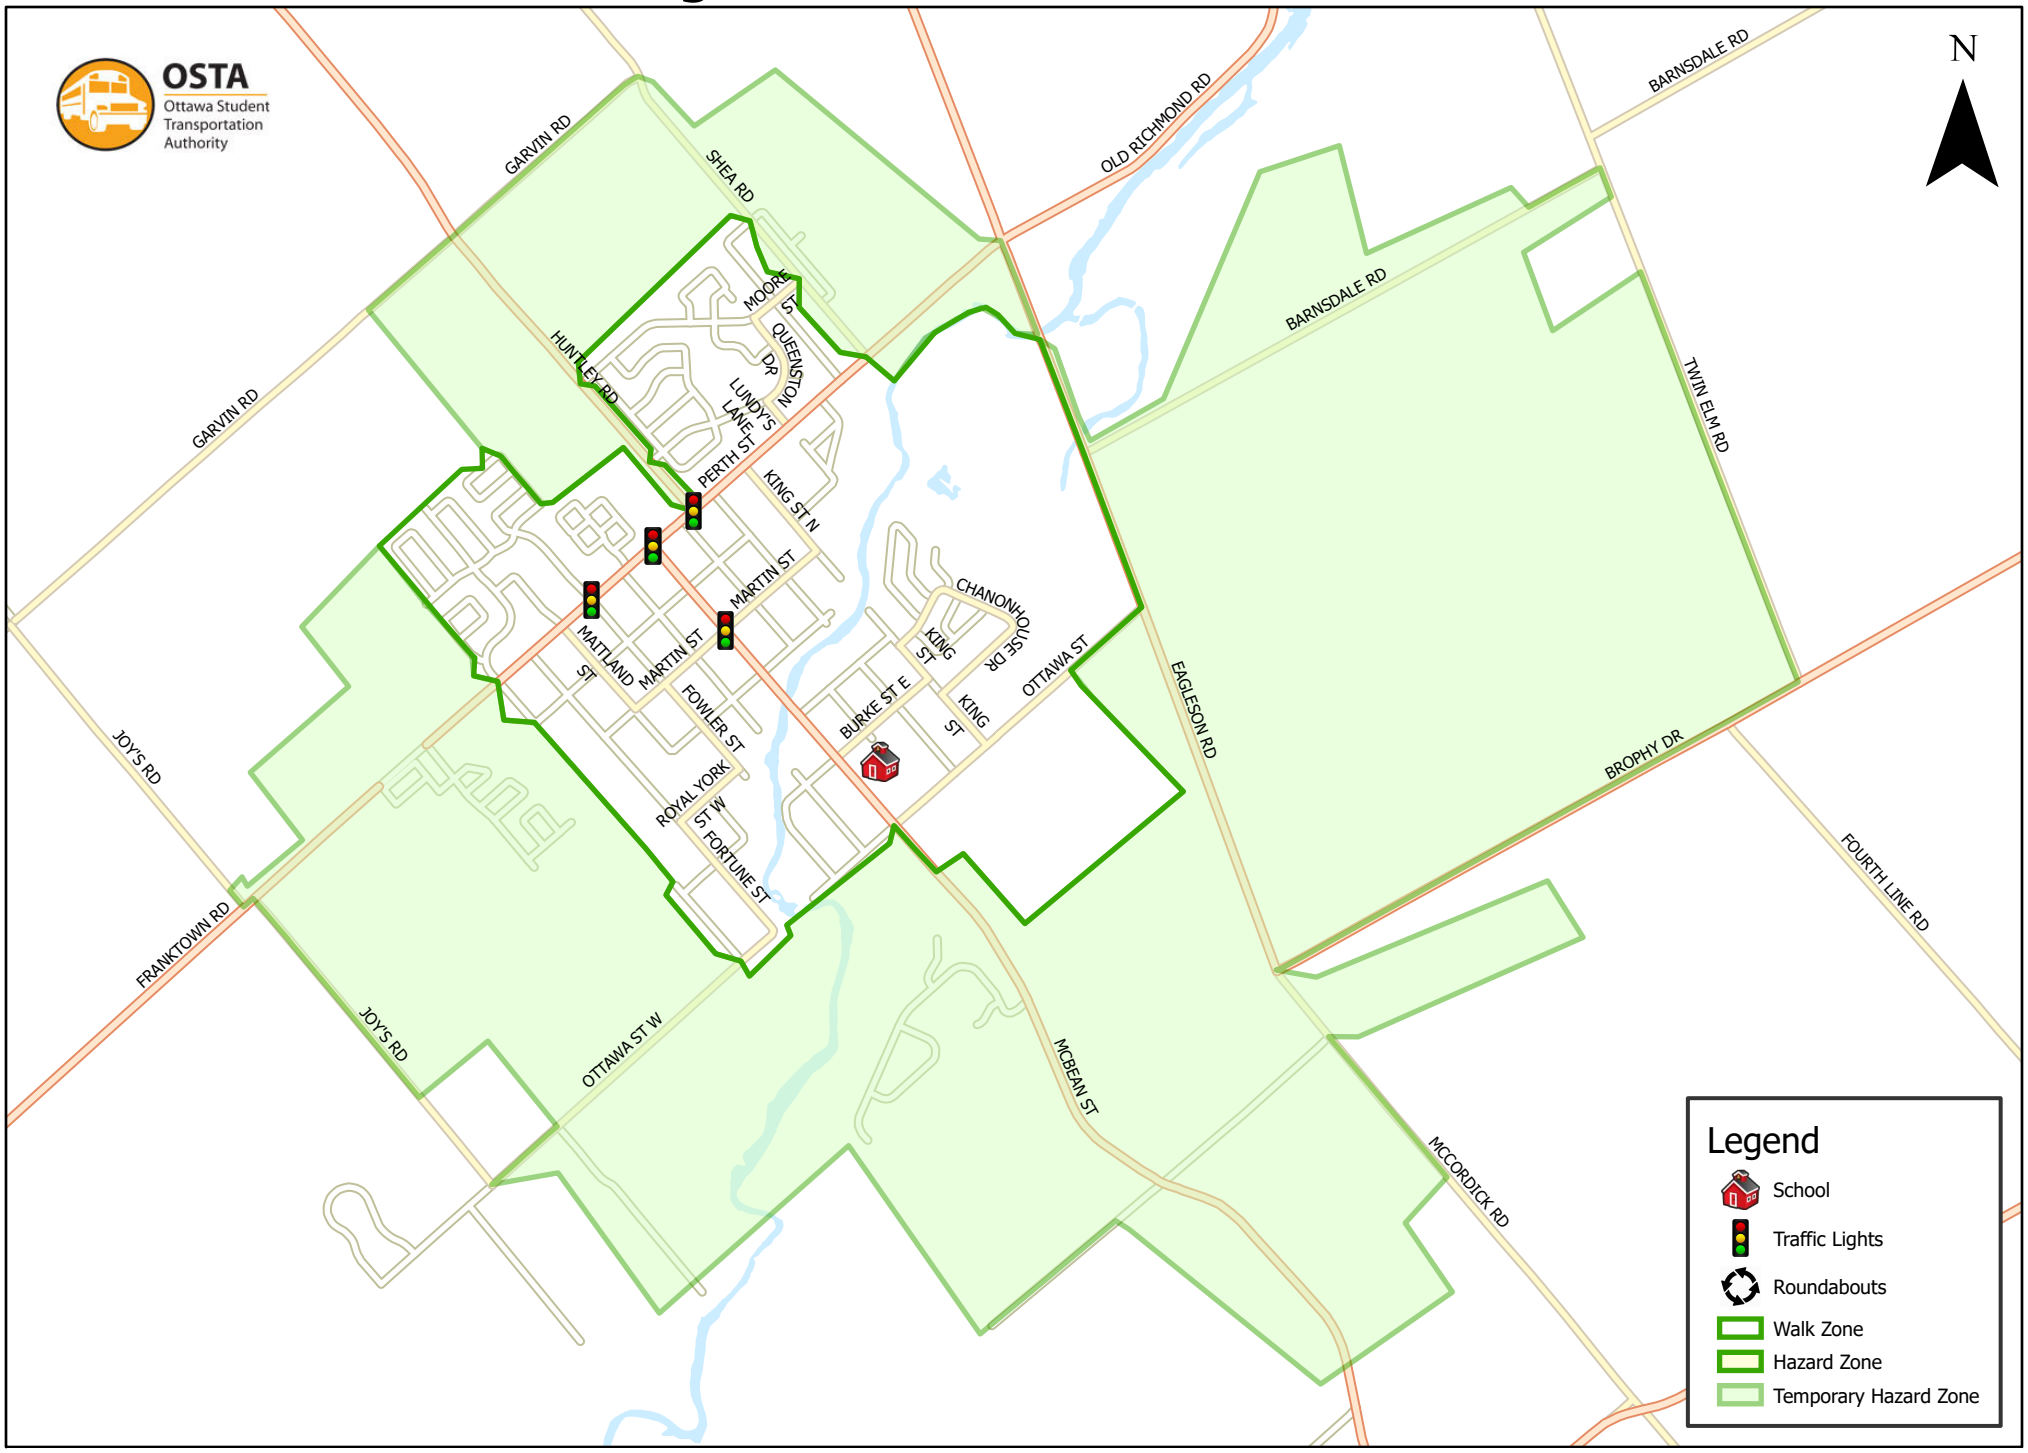 OSTA
Ottawa Student
Transportation
Authority
N
BARNSDALE RD
OLD RICHMOND RD
GARVIN RD
SHEA RD
BARNSDALE RD
MOORE
ST
QUEENSTON
DR
HUNTLEY RD
LUNDY'S
LANE
TWIN ELM RD
GARVIN RD
PERTH ST
KING ST N
MARTIN ST
CHANONHOUSE DR
KING
ST
MAITLAND
ST
MARTIN ST
OTTAWA ST
EAGLESON RD
FOWLER ST
BURKE ST E
KING
ST
JOY'S RD
BROPHY DR
ROYAL YORK
ST W
FORTUNE ST
FOURTH LINE RD
FRANKTOWN RD
JOY'S RD
OTTAWA ST W
MCBEAN ST
MCCORDICK RD
Legend
School
Traffic Lights
Roundabouts
Walk Zone
Hazard Zone
Temporary Hazard Zone